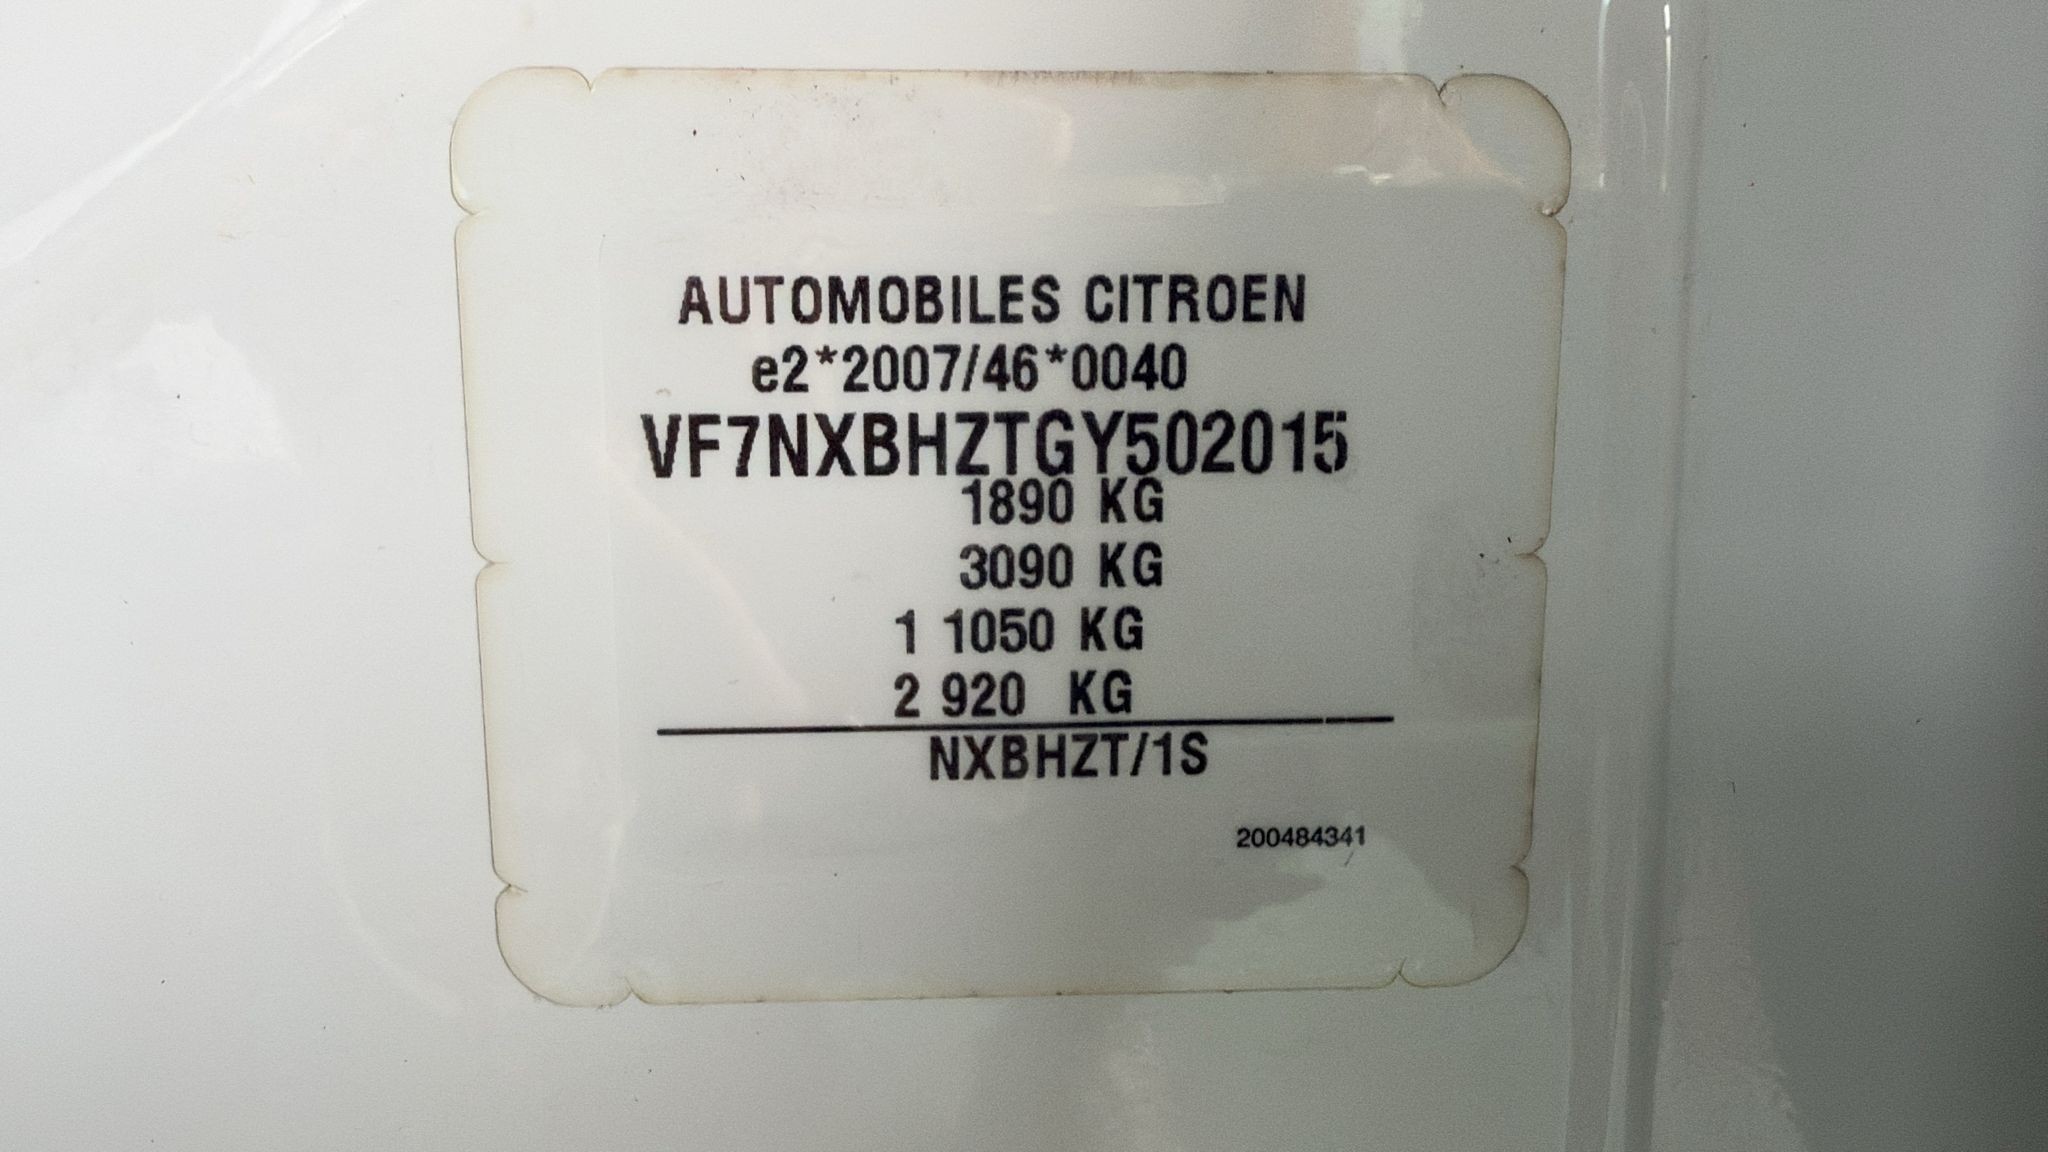 AUTOMOBILES CITROEN
e2*2007/46*0040
VF7NXBHZTGY502015
1890 KG
3090 KG
1 1050 KG
2 920 KG
NXBHZT/1S
200484341